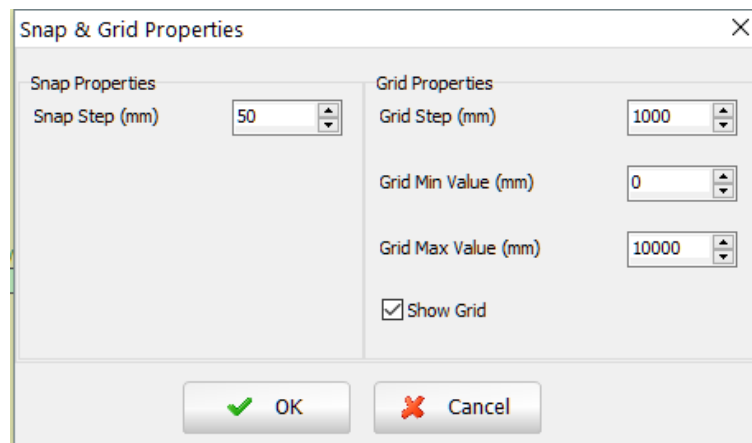 Snap & Grid Properties
Snap Properties
Snap Step (mm) 50
Grid Properties
Grid Step (mm) 1000
Grid Min Value (mm) 0
Grid Max Value (mm) 10000
Show Grid
OK
Cancel